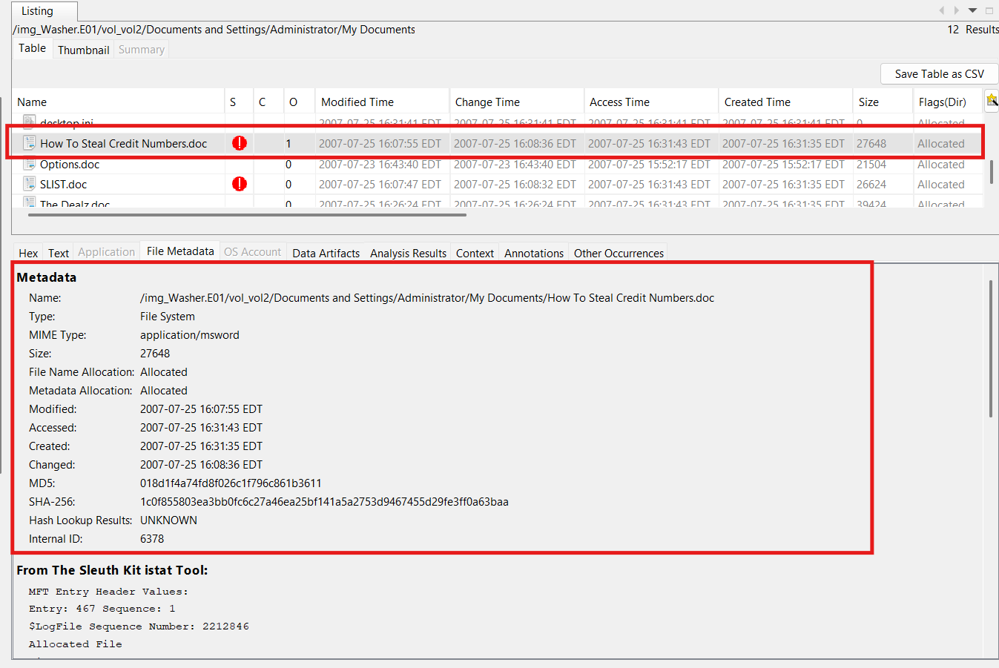 Listing
/img_Washer.E01/vol_vol2/Documents and Settings/Administrator/My Documents 12 Results
Table Thumbnail Summary
Save Table as CSV
Name S C O Modified Time Change Time Access Time Created Time Size Flags(Dir)
desktop.ini 2007-07-25 16:31:41 EDT 2007-07-25 16:31:41 EDT 2007-07-25 16:31:41 EDT 2007-07-25 16:31:41 EDT 0 Allocated
How To Steal Credit Numbers.doc 1 2007-07-25 16:07:55 EDT 2007-07-25 16:08:36 EDT 2007-07-25 16:31:43 EDT 2007-07-25 16:31:35 EDT 27648 Allocated
Options.doc 0 2007-07-23 16:43:40 EDT 2007-07-23 16:43:40 EDT 2007-07-25 15:52:17 EDT 2007-07-25 15:52:17 EDT 21504 Allocated
SLIST.doc 0 2007-07-25 16:07:47 EDT 2007-07-25 16:08:32 EDT 2007-07-25 16:31:43 EDT 2007-07-25 16:31:35 EDT 26624 Allocated
The Dealz.doc 0 2007-07-25 16:26:24 EDT 2007-07-25 16:26:24 EDT 2007-07-25 16:31:43 EDT 2007-07-25 16:31:35 EDT 39424 Allocated
Hex Text Application File Metadata OS Account Data Artifacts Analysis Results Context Annotations Other Occurrences
Metadata
Name: /img_Washer.E01/vol_vol2/Documents and Settings/Administrator/My Documents/How To Steal Credit Numbers.doc
Type: File System
MIME Type: application/msword
Size: 27648
File Name Allocation: Allocated
Metadata Allocation: Allocated
Modified: 2007-07-25 16:07:55 EDT
Accessed: 2007-07-25 16:31:43 EDT
Created: 2007-07-25 16:31:35 EDT
Changed: 2007-07-25 16:08:36 EDT
MD5: 018d1f4a74fd8f026c1f796c861b3611
SHA-256: 1c0f855803ea3bb0fc6c27a46ea25bf141a5a2753d9467455d29fe3ff0a63baa
Hash Lookup Results: UNKNOWN
Internal ID: 6378
From The Sleuth Kit istat Tool:
MFT Entry Header Values:
Entry: 467 Sequence: 1
$LogFile Sequence Number: 2212846
Allocated File